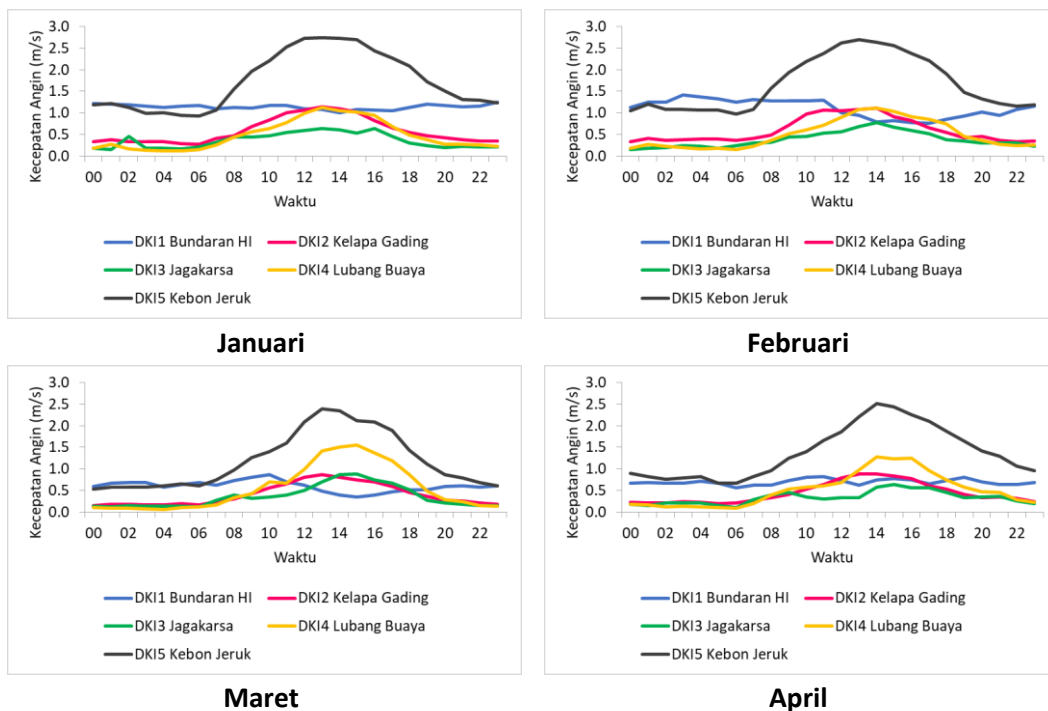 Kecepatan Angin (m/s)
3.0
2.5
2.0
1.5
1.0
0.5
0.0
00 02 04 06 08 10 12 14 16 18 20 22
Waktu
DKI1 Bundaran HI DKI2 Kelapa Gading
DKI3 Jagakarsa DKI4 Lubang Buaya
DKI5 Kebon Jeruk
Januari
Kecepatan Angin (m/s)
3.0
2.5
2.0
1.5
1.0
0.5
0.0
00 02 04 06 08 10 12 14 16 18 20 22
Waktu
DKI1 Bundaran HI DKI2 Kelapa Gading
DKI3 Jagakarsa DKI4 Lubang Buaya
DKI5 Kebon Jeruk
Februari
Kecepatan Angin (m/s)
3.0
2.5
2.0
1.5
1.0
0.5
0.0
00 02 04 06 08 10 12 14 16 18 20 22
Waktu
DKI1 Bundaran HI DKI2 Kelapa Gading
DKI3 Jagakarsa DKI4 Lubang Buaya
DKI5 Kebon Jeruk
Maret
Kecepatan Angin (m/s)
3.0
2.5
2.0
1.5
1.0
0.5
0.0
00 02 04 06 08 10 12 14 16 18 20 22
Waktu
DKI1 Bundaran HI DKI2 Kelapa Gading
DKI3 Jagakarsa DKI4 Lubang Buaya
DKI5 Kebon Jeruk
April